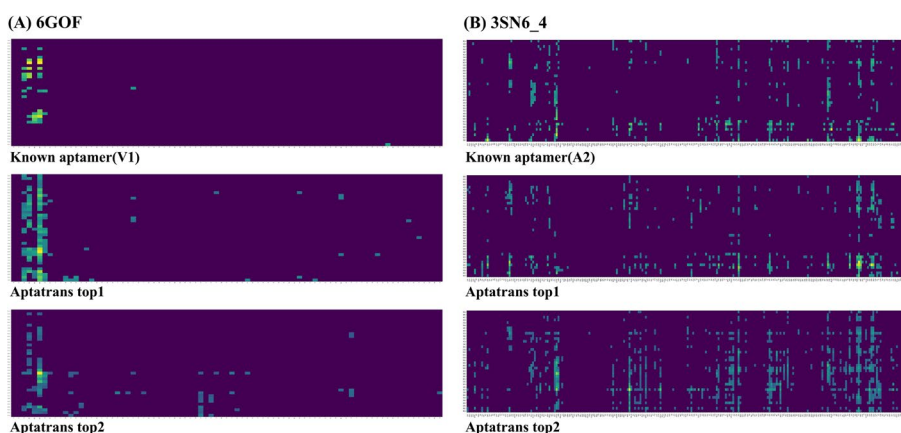 (A) 6GOF
Known aptamer(V1)
Aptatrans top1
Aptatrans top2
(B) 3SN6_4
Known aptamer(A2)
Aptatrans top1
Aptatrans top2